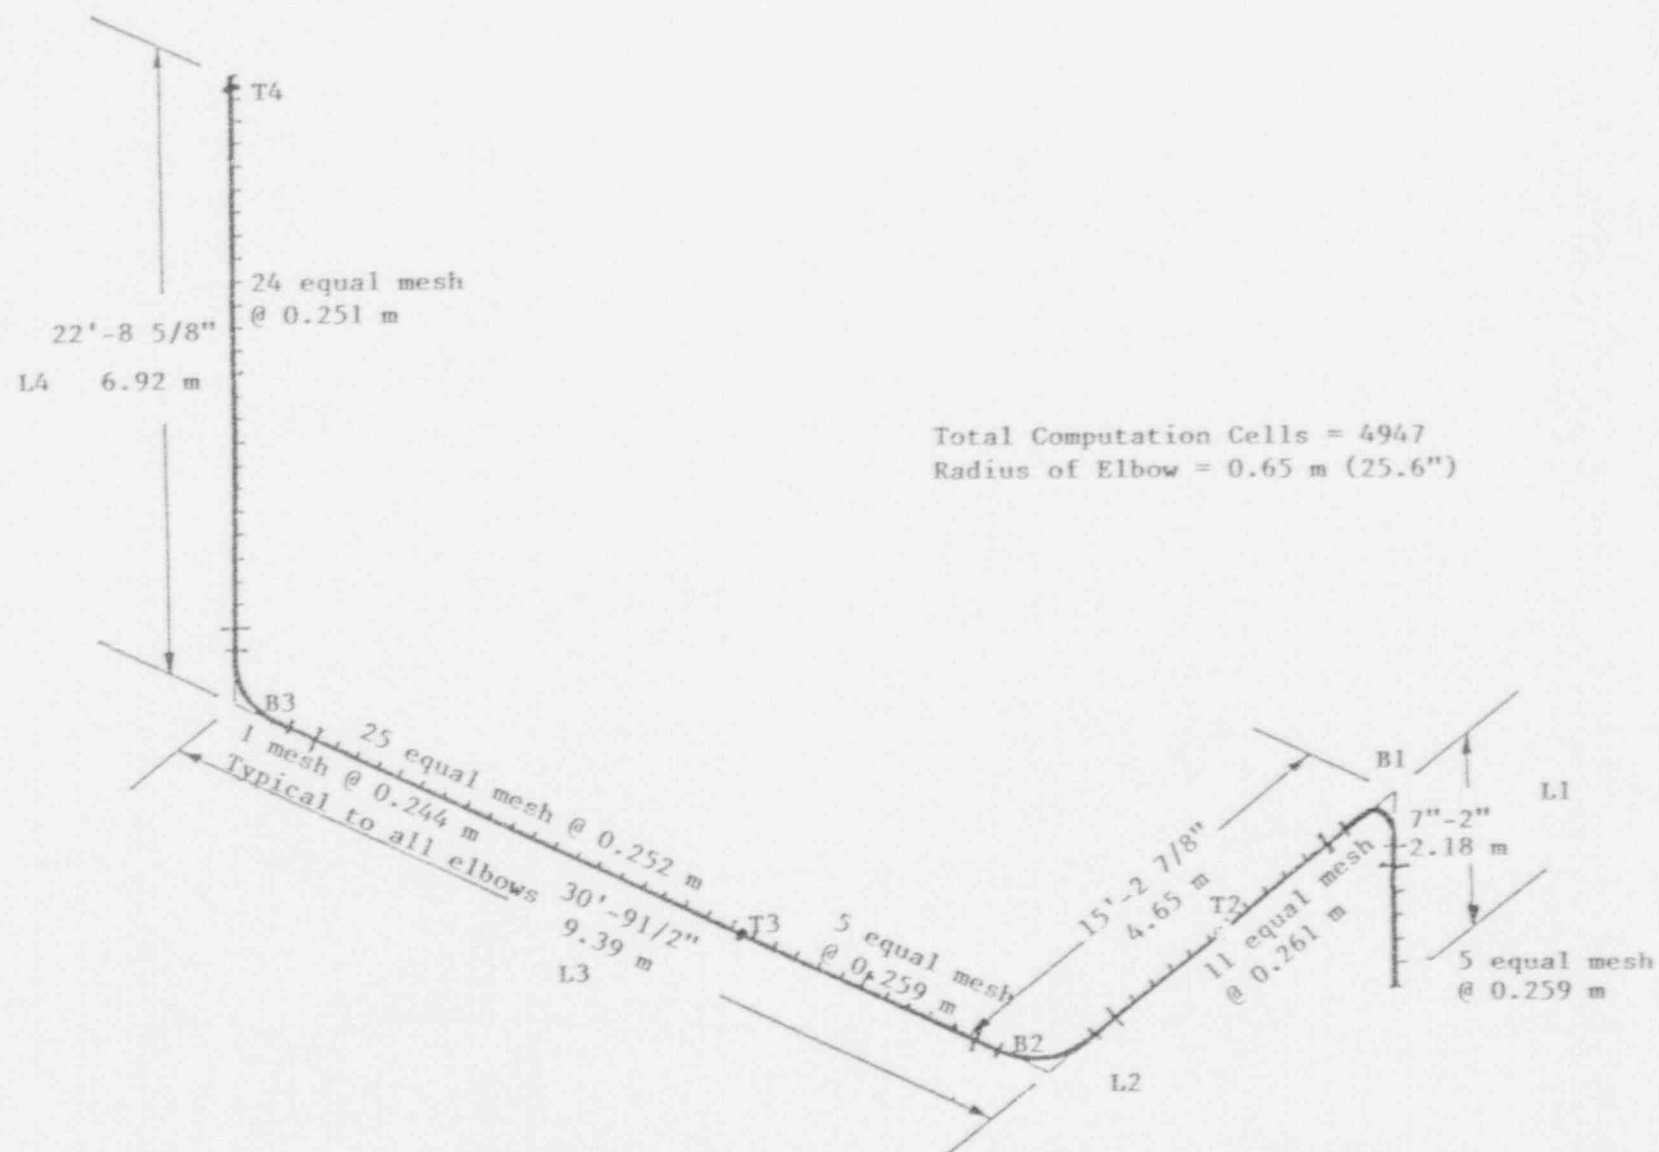 T4
24 equal mesh
@ 0.251 m
22'-8 5/8"
L4 6.92 m
Total Computation Cells = 4947
Radius of Elbow = 0.65 m (25.6")
B3
25 equal mesh @ 0.252 m
1 mesh @ 0.244 m
Typical to all elbows
30'-91/2"
9.39 m
L3
T3
5 equal mesh
@ 0.259 m
B2
L2
15'-2 7/8"
4.65 m
T2
11 equal mesh
@ 0.261 m
B1
L1
7"-2"
2.18 m
5 equal mesh
@ 0.259 m